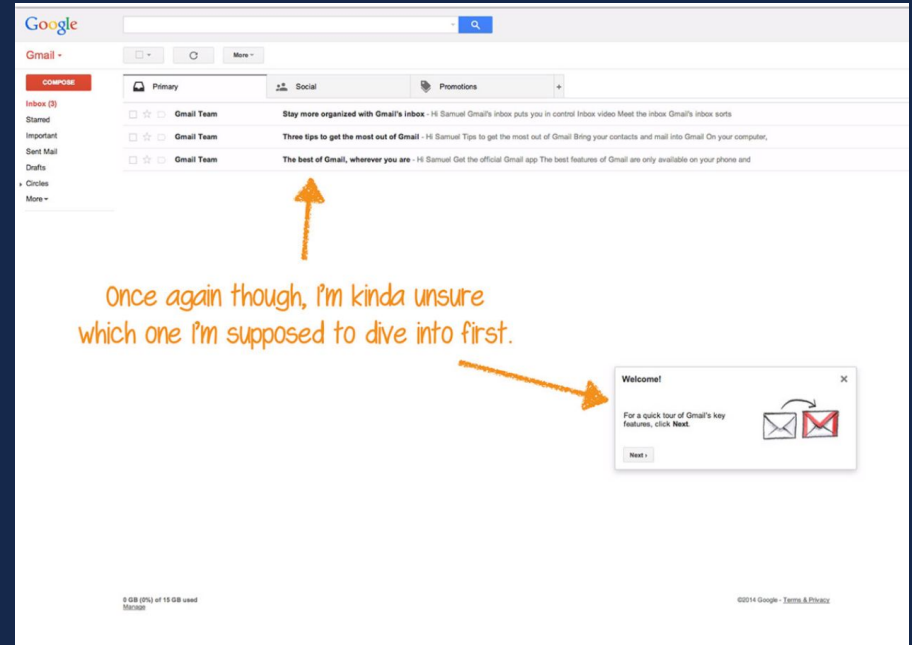 Google
Gmail
More
COMPOSE
Primary
Social
Promotions
+
Inbox (3)
Starred
Important
Sent Mail
Drafts
Circles
More
Gmail Team
Stay more organized with Gmail's inbox - Hi Samuel Gmail's inbox puts you in control Inbox video Meet the inbox Gmail's inbox sorts
Gmail Team
Three tips to get the most out of Gmail - Hi Samuel Tips to get the most out of Gmail Bring your contacts and mail into Gmail On your computer,
Gmail Team
The best of Gmail, wherever you are - Hi Samuel Get the official Gmail app The best features of Gmail are only available on your phone and
Once again though, I'm kinda unsure
which one I'm supposed to dive into first.
Welcome!
For a quick tour of Gmail's key
features, click Next.
Next ›
0 GB (0%) of 15 GB used
Manage
©2014 Google - Terms & Privacy